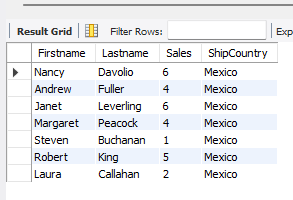 Result Grid Filter Rows: Exp
Firstname Lastname Sales ShipCountry
Nancy Davolio 6 Mexico
Andrew Fuller 4 Mexico
Janet Leverling 6 Mexico
Margaret Peacock 4 Mexico
Steven Buchanan 1 Mexico
Robert King 5 Mexico
Laura Callahan 2 Mexico